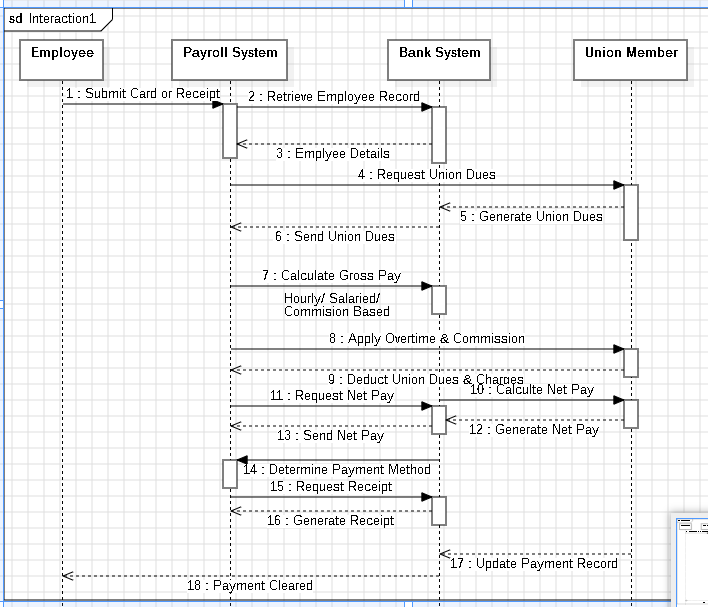 sd Interaction1
Employee
Payroll System
Bank System
Union Member
1 : Submit Card or Receipt
2 : Retrieve Employee Record
3 : Emplyee Details
4 : Request Union Dues
5 : Generate Union Dues
6 : Send Union Dues
7 : Calculate Gross Pay
Hourly/ Salaried/
Commision Based
8 : Apply Overtime & Commission
9 : Deduct Union Dues & Charges
10 : Calculte Net Pay
11 : Request Net Pay
12 : Generate Net Pay
13 : Send Net Pay
14 : Determine Payment Method
15 : Request Receipt
16 : Generate Receipt
17 : Update Payment Record
18 : Payment Cleared